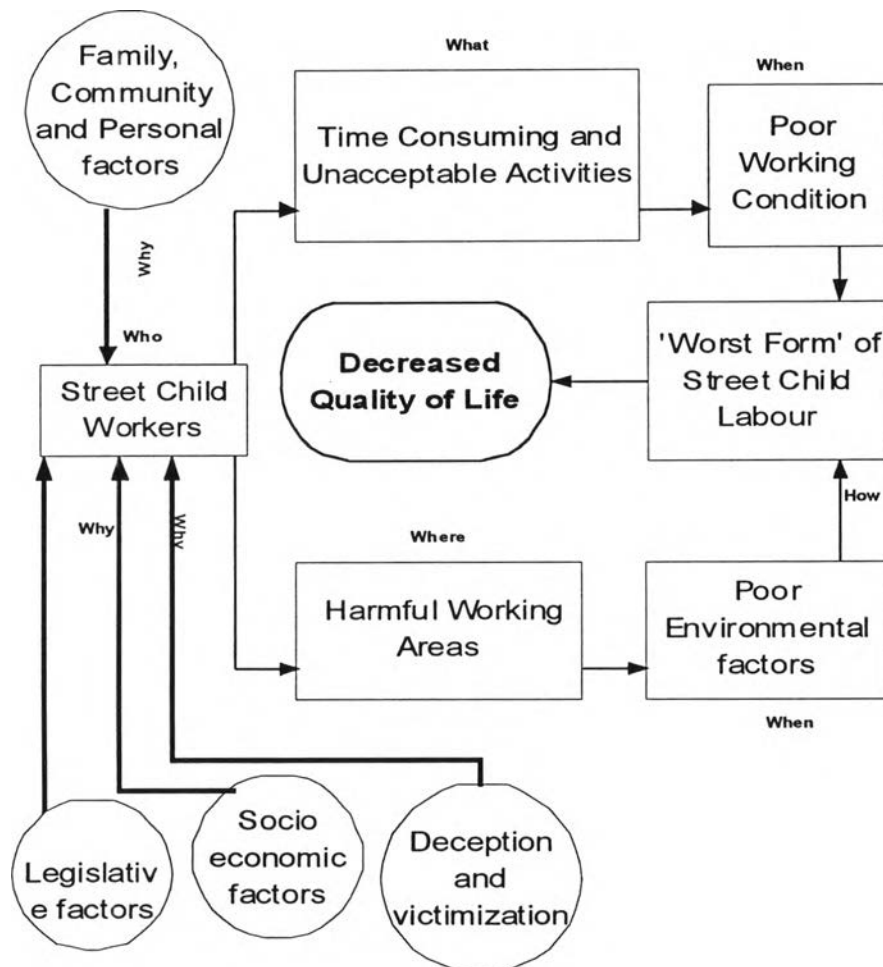 What
When
Family,
Community
and Personal
factors
Time Consuming and
Unacceptable Activities
Poor
Working
Condition
Why
Who
Street Child
Workers
Decreased
Quality of Life
'Worst Form' of
Street Child
Labour
Why
Why
Where
How
Harmful Working
Areas
Poor
Environmental
factors
When
Legislativ
e factors
Socio
economic
factors
Deception
and
victimization